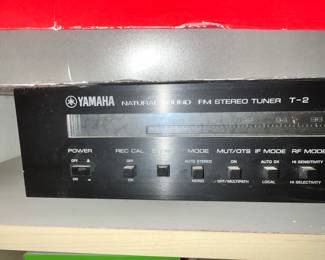 YAMAHA NATURAL SOUND FM STEREO TUNER T-2
POWER REC CAL MODE MUT/OTS IF MODE RF MODE
OFF OFF AUTO STEREO ON AUTO DX HI SENSITIVITY
ON ON MONO OFF/MULTIPATH LOCAL HI SELECTIVITY